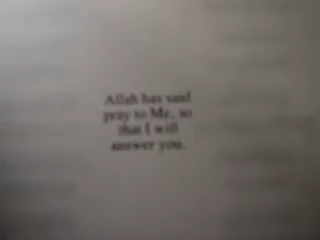 Allah has said
pray to Me, so
that I will
answer you.